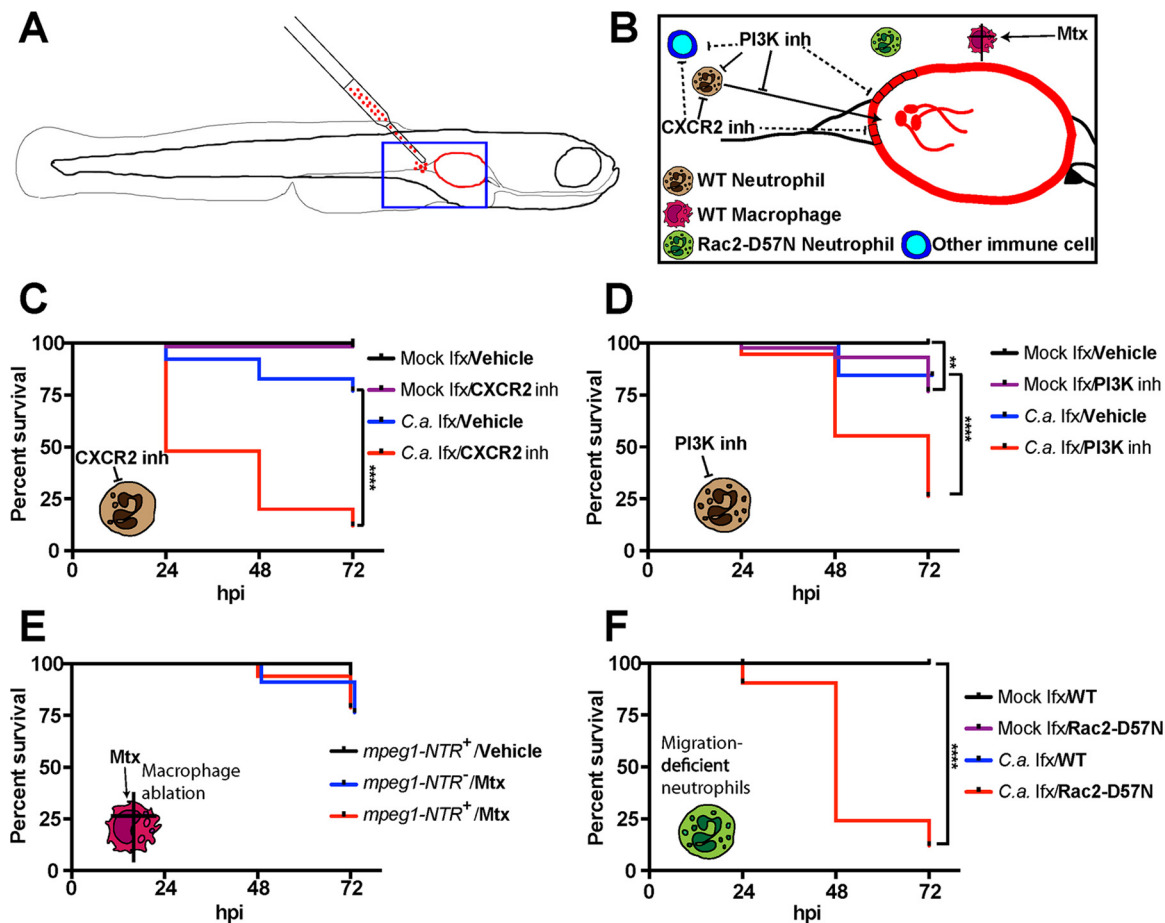 A
B
PI3K inh
Mtx
CXCR2 inh
WT Neutrophil
WT Macrophage
Rac2-D57N Neutrophil
Other immune cell
C
Percent survival
100
75
50
25
0
0
24
48
72
hpi
CXCR2 inh
****
Mock Ifx/Vehicle
Mock Ifx/CXCR2 inh
C.a. Ifx/Vehicle
C.a. Ifx/CXCR2 inh
D
Percent survival
100
75
50
25
0
0
24
48
72
hpi
PI3K inh
**
****
Mock Ifx/Vehicle
Mock Ifx/PI3K inh
C.a. Ifx/Vehicle
C.a. Ifx/PI3K inh
E
Percent survival
100
75
50
25
0
0
24
48
72
hpi
Mtx
Macrophage
ablation
mpeg1-NTR⁺/Vehicle
mpeg1-NTR⁻/Mtx
mpeg1-NTR⁺/Mtx
F
Percent survival
100
75
50
25
0
0
24
48
72
hpi
Migration-
deficient
neutrophils
****
Mock Ifx/WT
Mock Ifx/Rac2-D57N
C.a. Ifx/WT
C.a. Ifx/Rac2-D57N